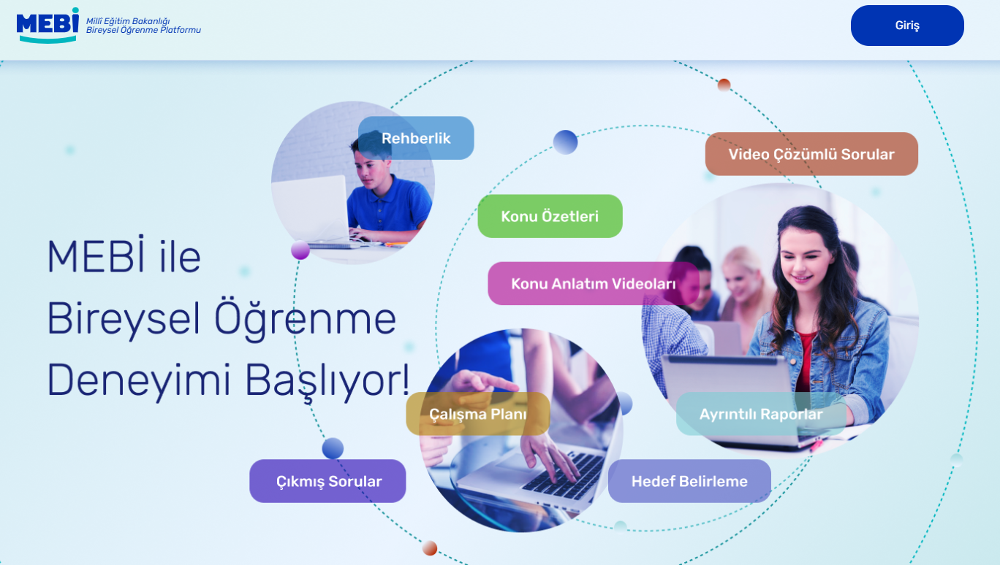 MEBİ
Millî Eğitim Bakanlığı
Bireysel Öğrenme Platformu
Giriş
Rehberlik
Video Çözümlü Sorular
Konu Özetleri
Konu Anlatım Videoları
MEBİ ile
Bireysel Öğrenme
Deneyimi Başlıyor!
Çalışma Planı
Ayrıntılı Raporlar
Çıkmış Sorular
Hedef Belirleme